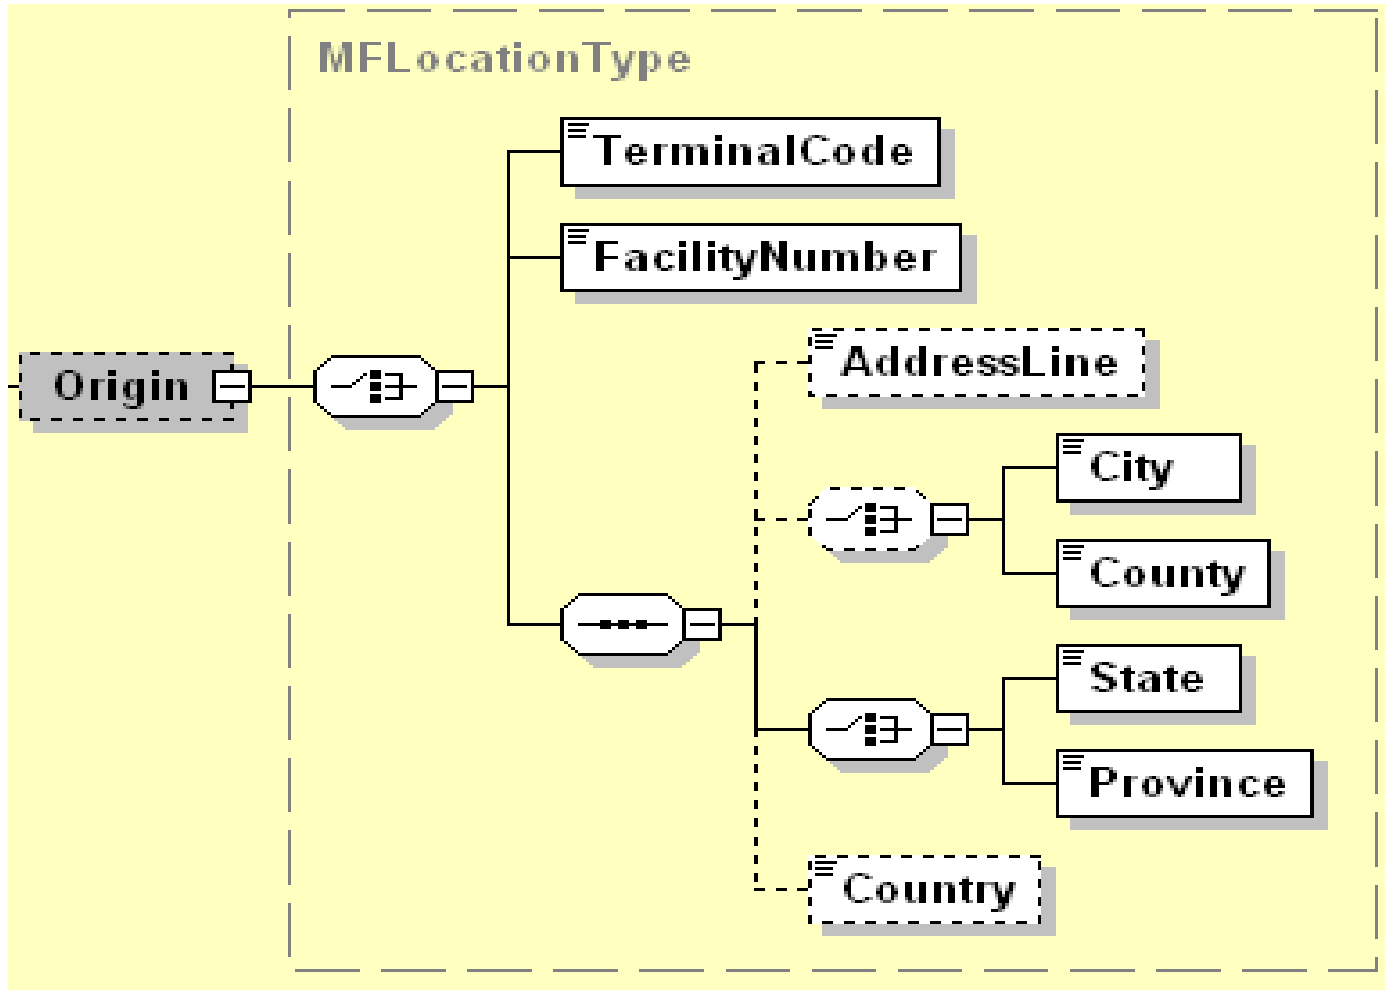 MFLocationType
TerminalCode
FacilityNumber
Origin
AddressLine
City
County
State
Province
Country